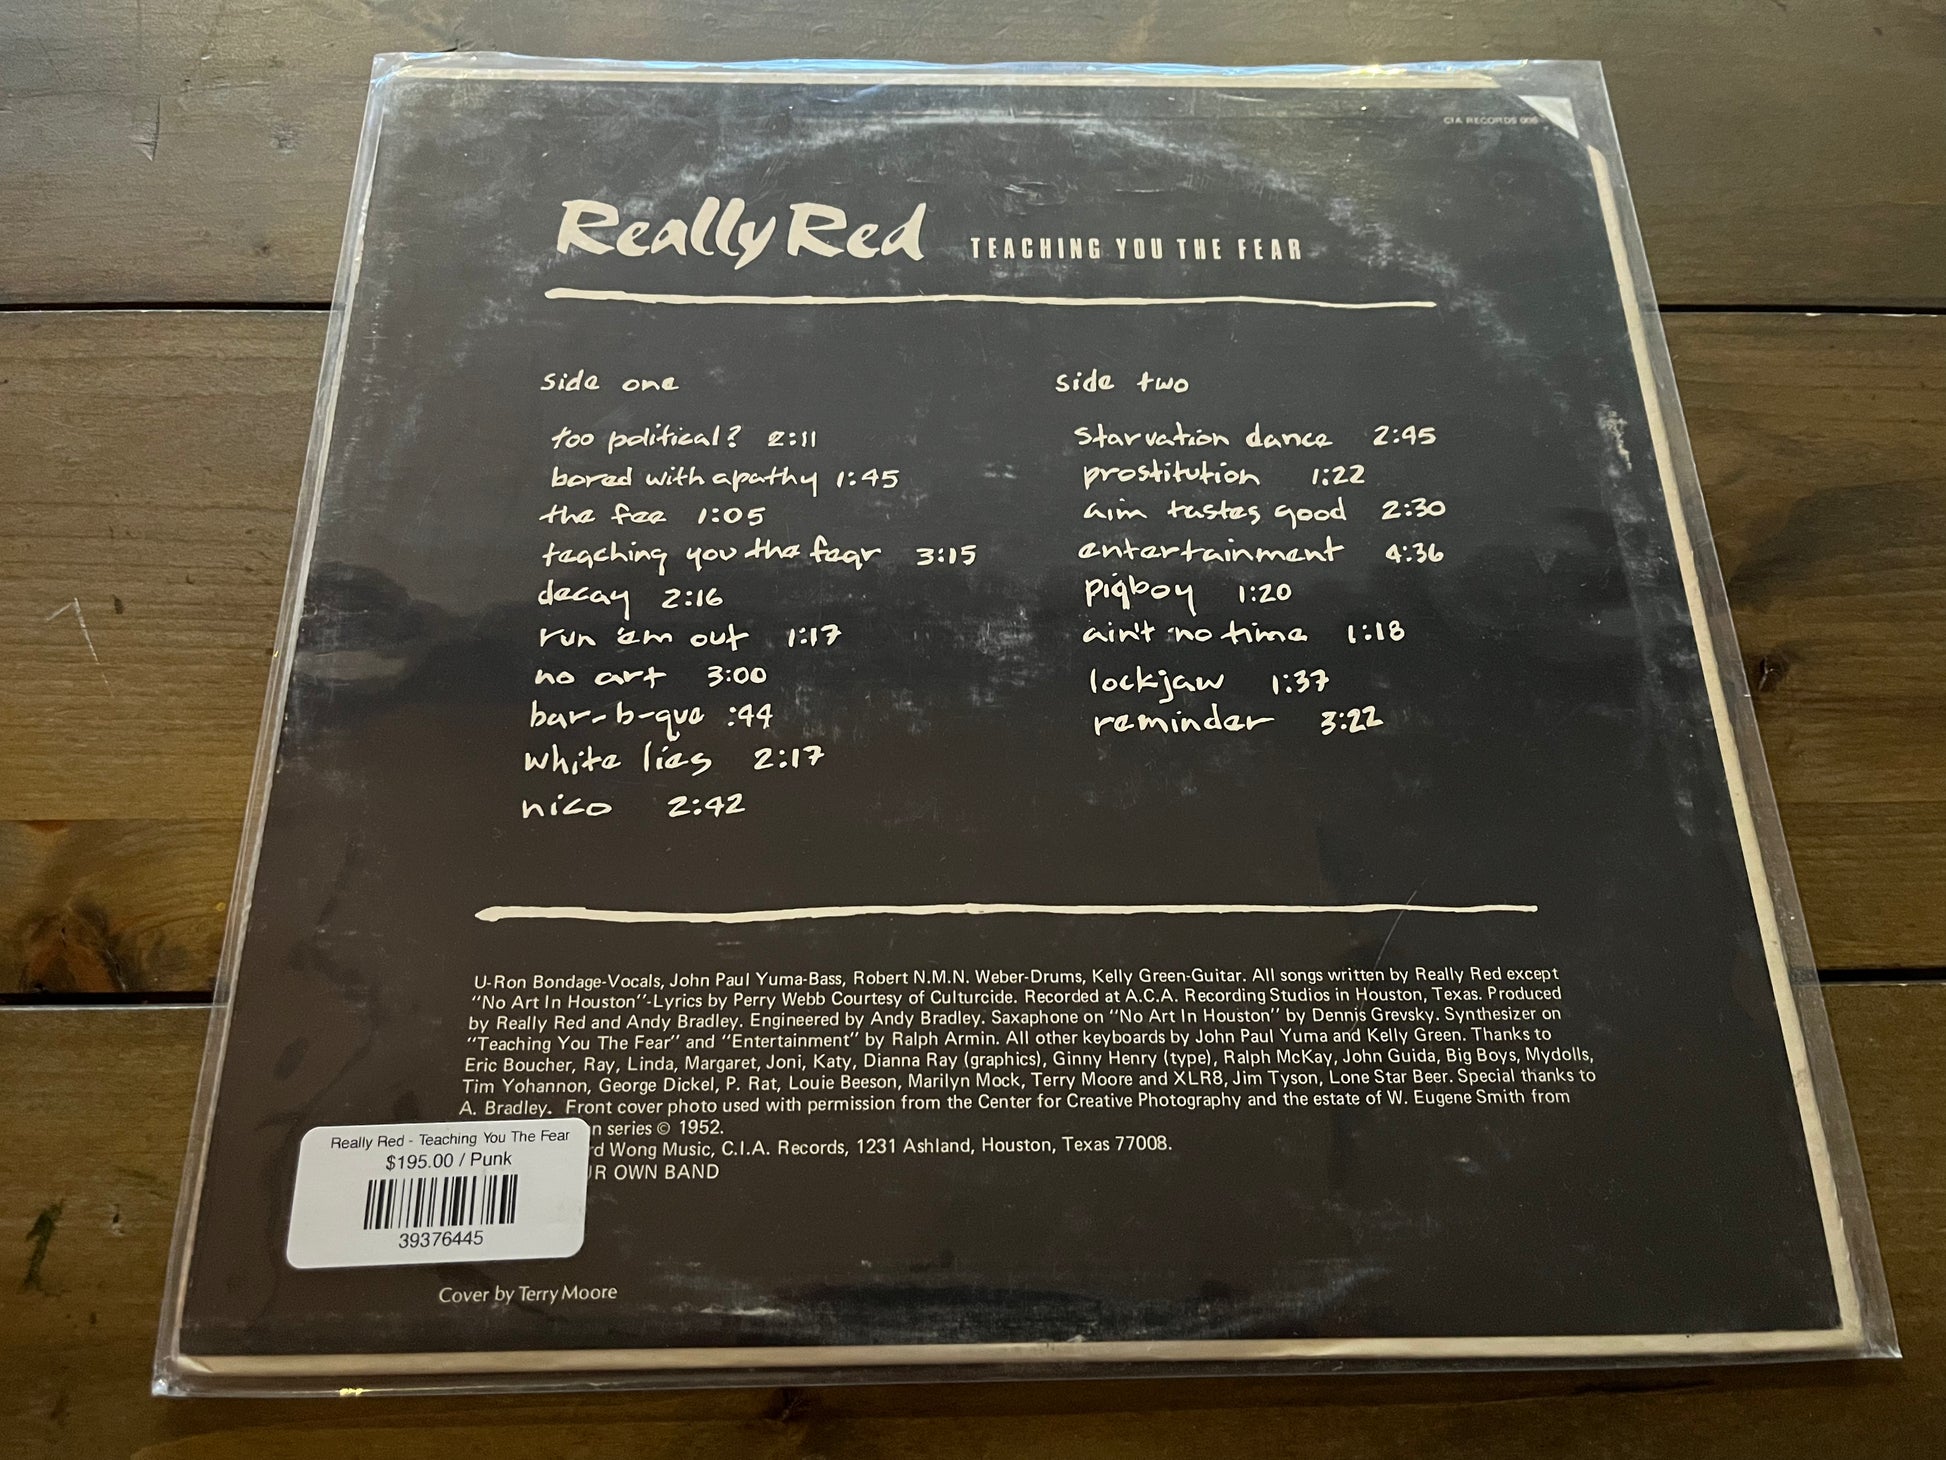 CIA RECORDS 006
Really Red TEACHING YOU THE FEAR
side one
too political? 2:11
bored with apathy 1:45
the fee 1:05
teaching you the fear 3:15
decay 2:16
run 'em out 1:17
no art 3:00
bar-b-que :44
white lies 2:17
nico 2:42
side two
starvation dance 2:45
prostitution 1:22
aim tastes good 2:30
entertainment 4:36
pigboy 1:20
ain't no time 1:18
lockjaw 1:37
reminder 3:22
U-Ron Bondage-Vocals, John Paul Yuma-Bass, Robert N.M.N. Weber-Drums, Kelly Green-Guitar. All songs written by Really Red except
"No Art In Houston"-Lyrics by Perry Webb Courtesy of Culturcide. Recorded at A.C.A. Recording Studios in Houston, Texas. Produced
by Really Red and Andy Bradley. Engineered by Andy Bradley. Saxaphone on "No Art In Houston" by Dennis Grevsky. Synthesizer on
"Teaching You The Fear" and "Entertainment" by Ralph Armin. All other keyboards by John Paul Yuma and Kelly Green. Thanks to
Eric Boucher, Ray, Linda, Margaret, Joni, Katy, Dianna Ray (graphics), Ginny Henry (type), Ralph McKay, John Guida, Big Boys, Mydolls,
Tim Yohannon, George Dickel, P. Rat, Louie Beeson, Marilyn Mock, Terry Moore and XLR8, Jim Tyson, Lone Star Beer. Special thanks to
A. Bradley. Front cover photo used with permission from the Center for Creative Photography and the estate of W. Eugene Smith from
series © 1952.
Wong Music, C.I.A. Records, 1231 Ashland, Houston, Texas 77008.
OWN BAND
Really Red - Teaching You The Fear
$195.00 / Punk
39376445
Cover by Terry Moore